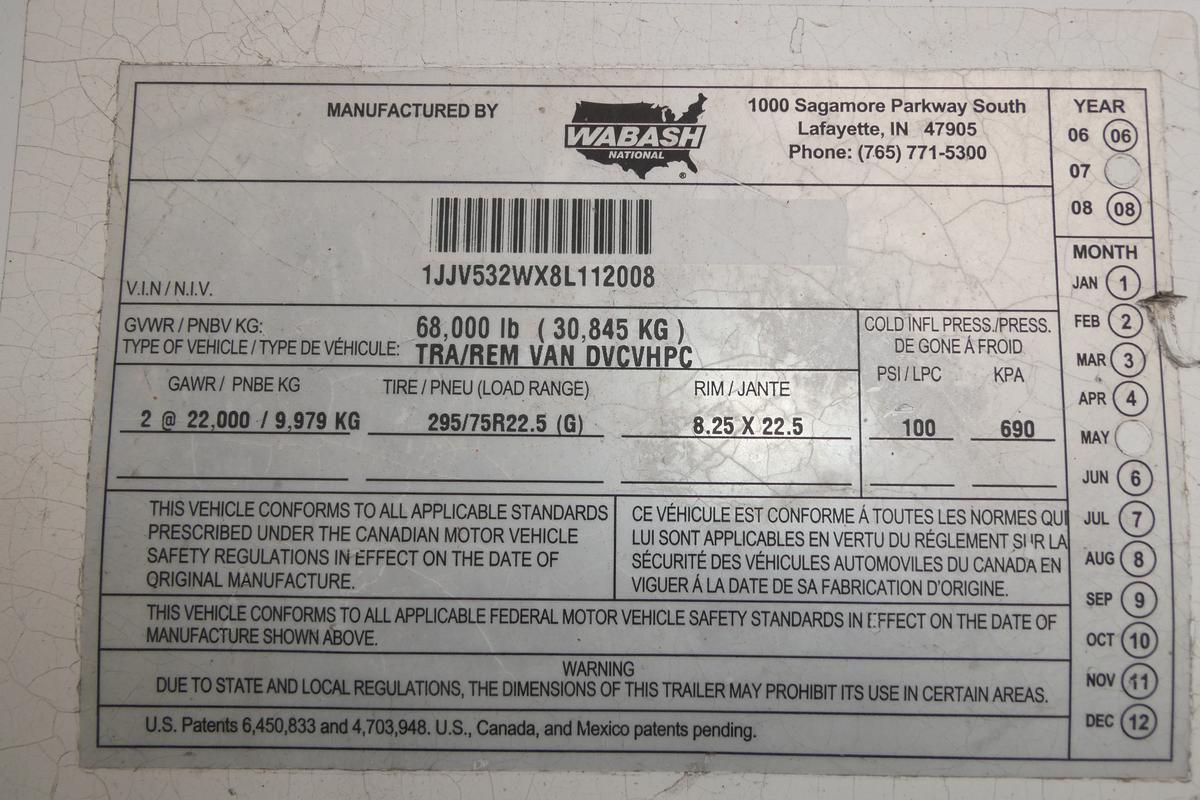 MANUFACTURED BY
WABASH
NATIONAL
®
1000 Sagamore Parkway South
Lafayette, IN 47905
Phone: (765) 771-5300
YEAR
06 06
07
08 08
1JJV532WX8L112008
V.I.N / N.I.V.
GVWR / PNBV KG: 68,000 lb ( 30,845 KG )
TYPE OF VEHICLE / TYPE DE VÉHICULE: TRA/REM VAN DVCVHPC
COLD INFL PRESS./PRESS.
DE GONE Á FROID
PSI / LPC KPA
GAWR / PNBE KG TIRE / PNEU (LOAD RANGE) RIM / JANTE
2 @ 22,000 / 9,979 KG 295/75R22.5 (G) 8.25 X 22.5 100 690
THIS VEHICLE CONFORMS TO ALL APPLICABLE STANDARDS
PRESCRIBED UNDER THE CANADIAN MOTOR VEHICLE
SAFETY REGULATIONS IN EFFECT ON THE DATE OF
ORIGINAL MANUFACTURE.
CE VÉHICULE EST CONFORME Á TOUTES LES NORMES QUI
LUI SONT APPLICABLES EN VERTU DU RÉGLEMENT SUR LA
SÉCURITÉ DES VÉHICULES AUTOMOVILES DU CANADA EN
VIGUER Á LA DATE DE SA FABRICATION D'ORIGINE.
THIS VEHICLE CONFORMS TO ALL APPLICABLE FEDERAL MOTOR VEHICLE SAFETY STANDARDS IN EFFECT ON THE DATE OF
MANUFACTURE SHOWN ABOVE.
WARNING
DUE TO STATE AND LOCAL REGULATIONS, THE DIMENSIONS OF THIS TRAILER MAY PROHIBIT ITS USE IN CERTAIN AREAS.
U.S. Patents 6,450,833 and 4,703,948. U.S., Canada, and Mexico patents pending.
MONTH
JAN 1
FEB 2
MAR 3
APR 4
MAY
JUN 6
JUL 7
AUG 8
SEP 9
OCT 10
NOV 11
DEC 12